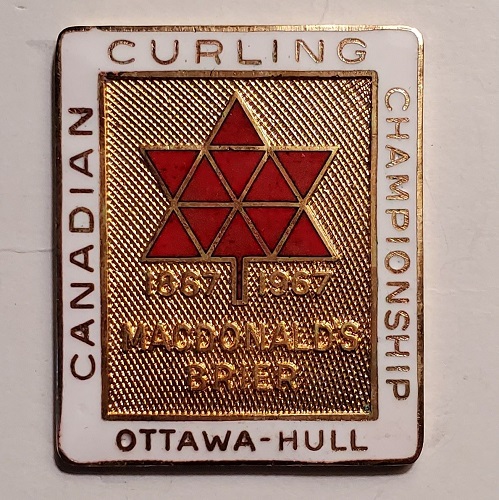 CANADIAN
CURLING
CHAMPIONSHIP
1867 1967
MACDONALD'S
BRIER
OTTAWA-HULL